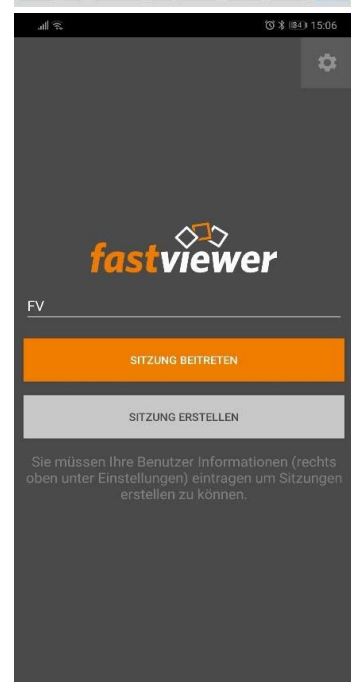 84 15:06
fastviewer
FV
SITZUNG BEITRETEN
SITZUNG ERSTELLEN
Sie müssen Ihre Benutzer Informationen (rechts
oben unter Einstellungen) eintragen um Sitzungen
erstellen zu können.